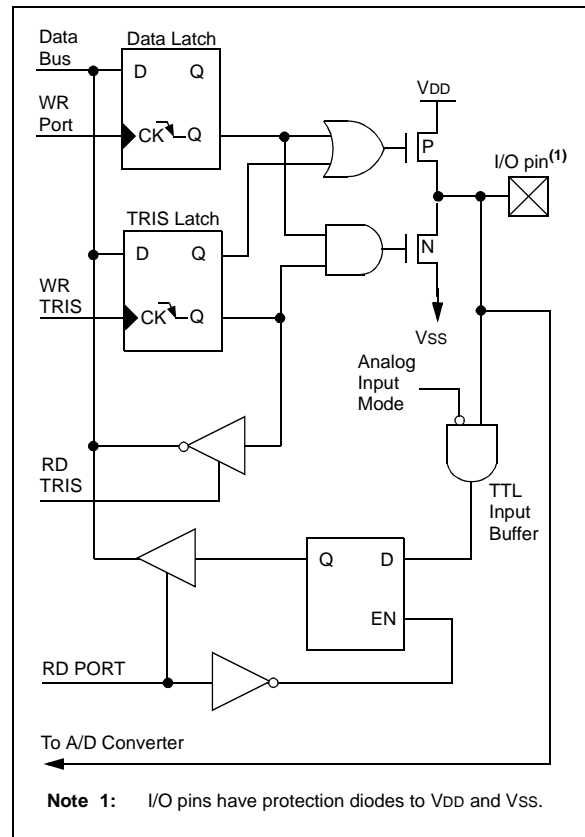 Data
Bus
Data Latch
D Q
WR
Port
CK Q
VDD
P
I/O pin(1)
TRIS Latch
D Q
WR
TRIS
CK Q
N
VSS
Analog
Input
Mode
RD
TRIS
TTL
Input
Buffer
Q D
EN
RD PORT
To A/D Converter
Note 1: I/O pins have protection diodes to VDD and VSS.